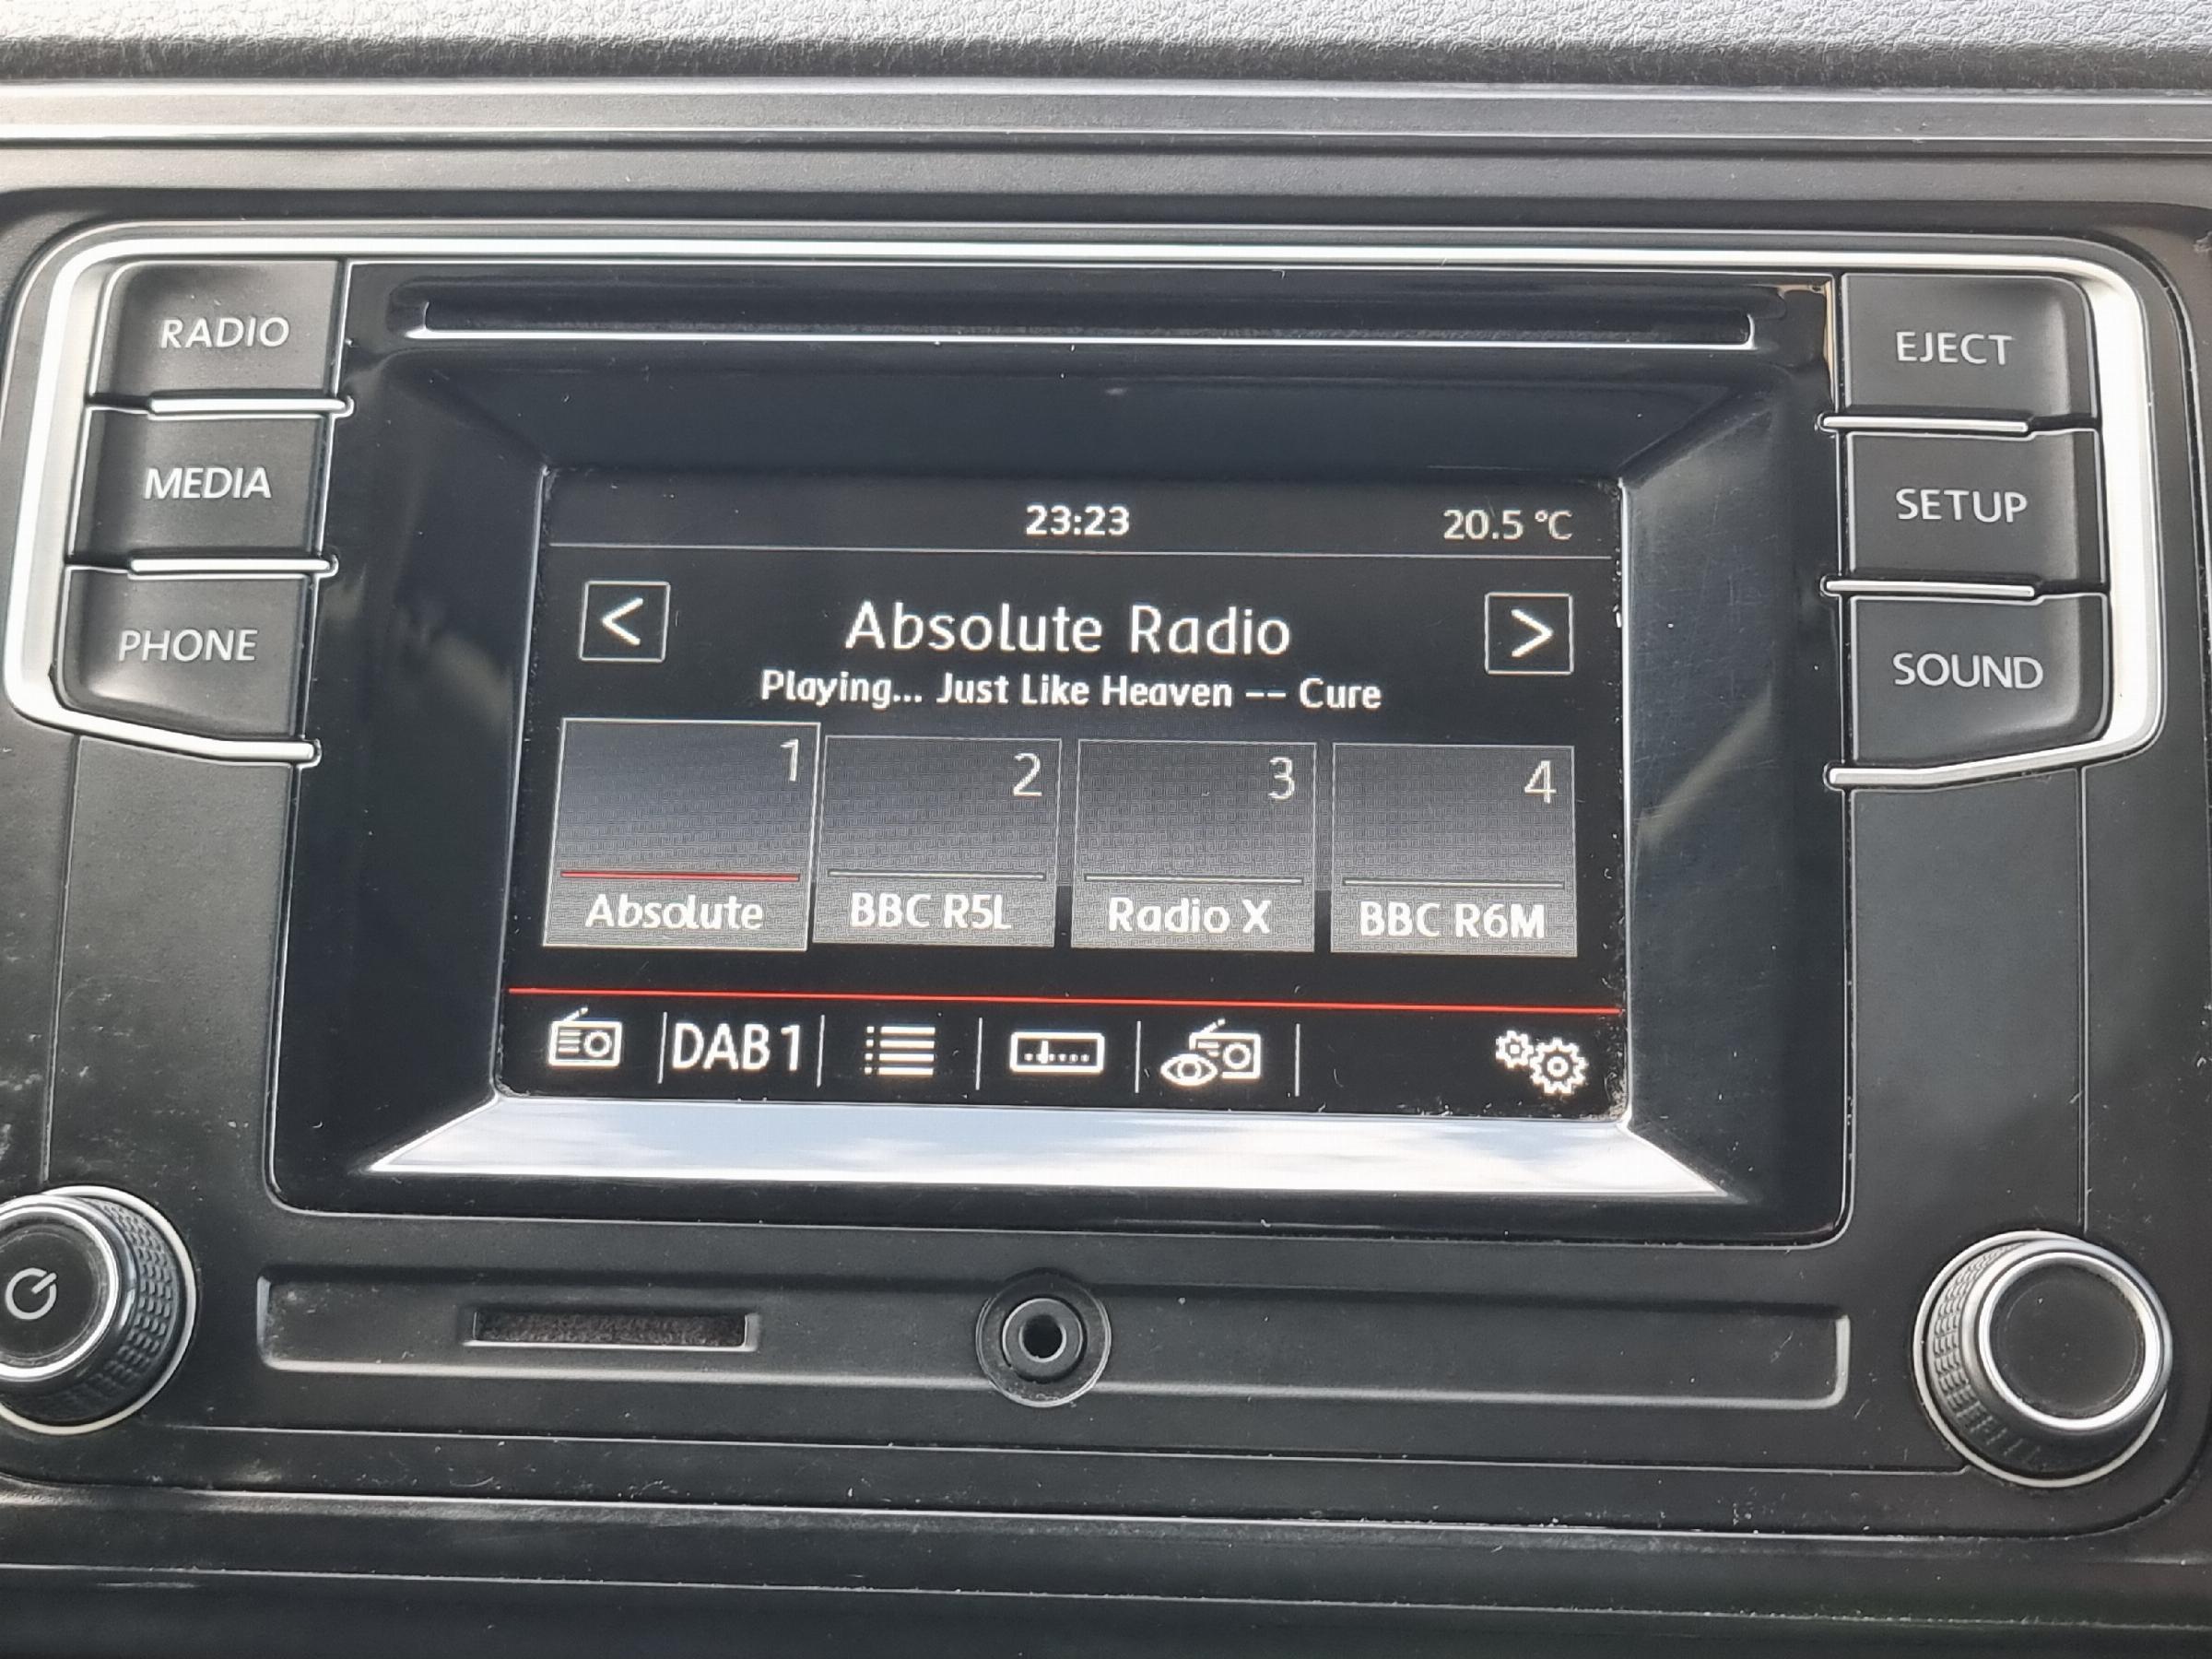 RADIO
MEDIA
PHONE
EJECT
SETUP
SOUND
23:23
20.5 °C
<
Absolute Radio
>
Playing... Just Like Heaven -- Cure
1
2
3
4
Absolute
BBC R5L
Radio X
BBC R6M
DAB1